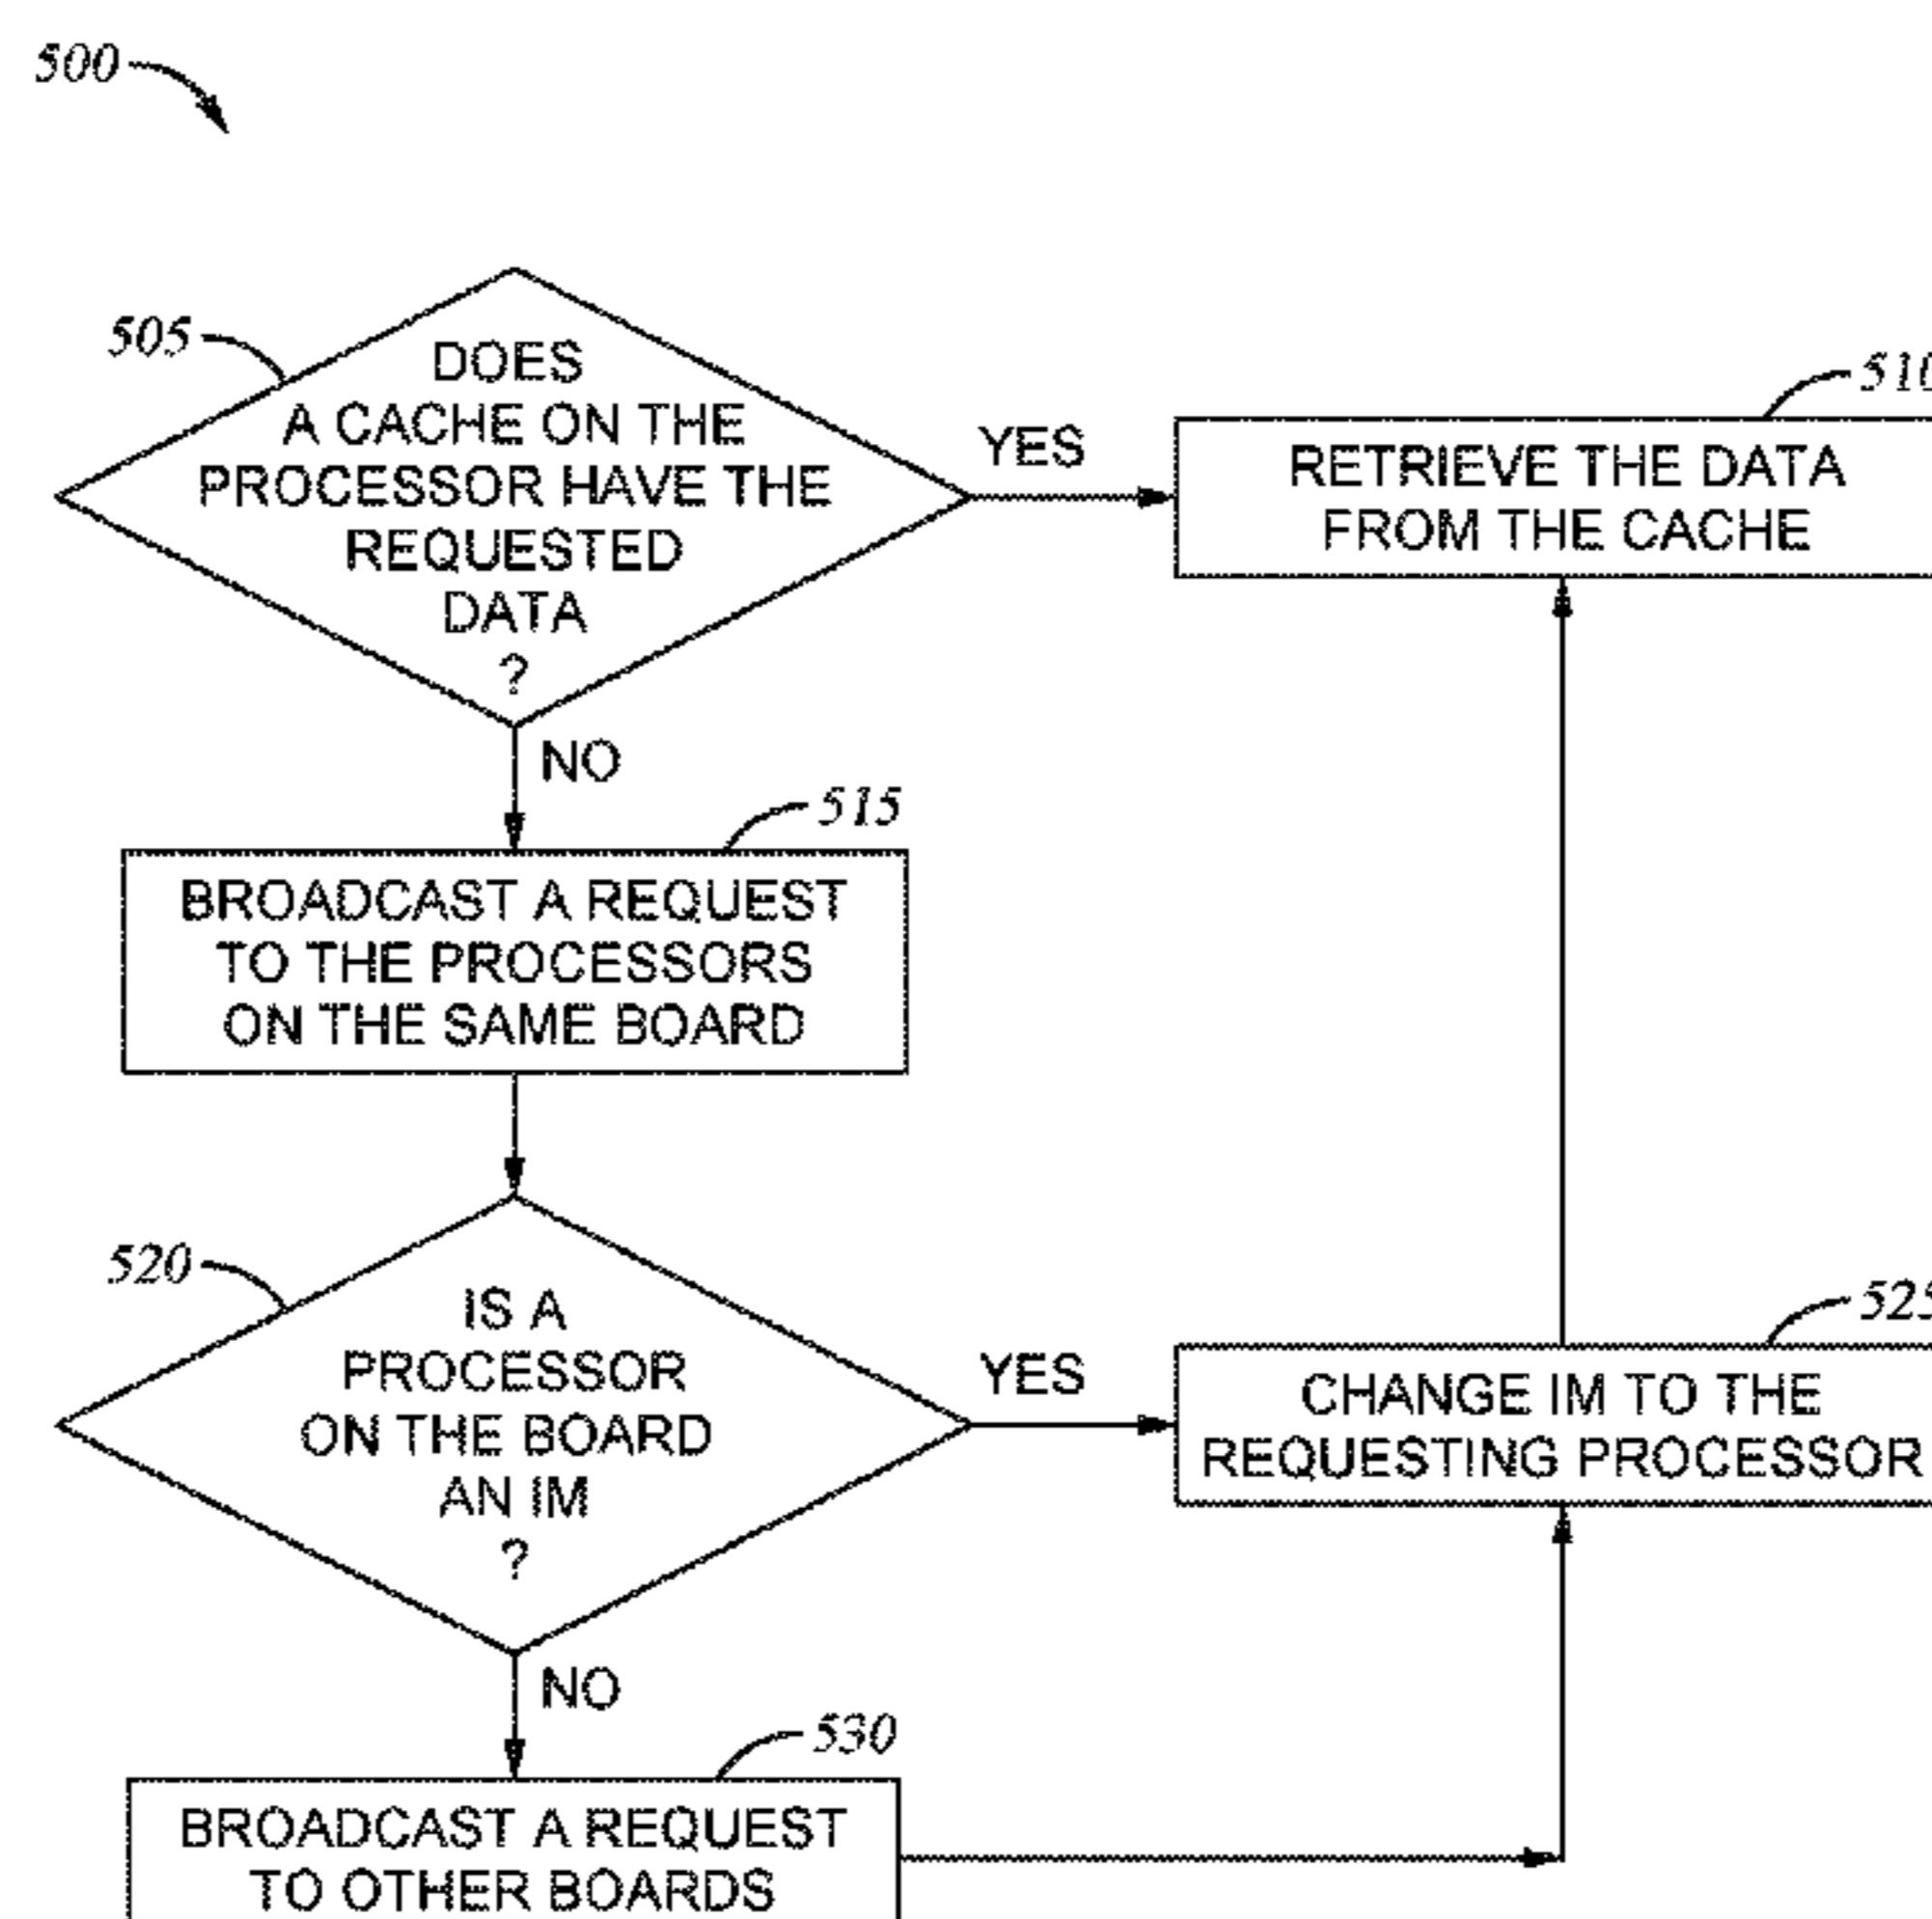 500
505
DOES
A CACHE ON THE
PROCESSOR HAVE THE
REQUESTED
DATA
?
YES
510
RETRIEVE THE DATA
FROM THE CACHE
NO
515
BROADCAST A REQUEST
TO THE PROCESSORS
ON THE SAME BOARD
520
IS A
PROCESSOR
ON THE BOARD
AN IM
?
YES
525
CHANGE IM TO THE
REQUESTING PROCESSOR
NO
530
BROADCAST A REQUEST
TO OTHER BOARDS